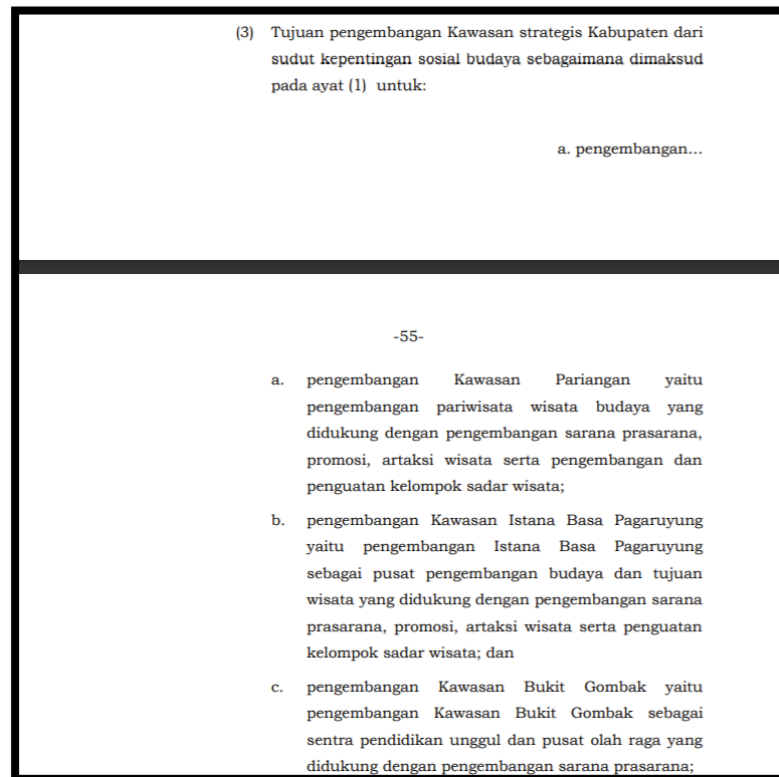 (3) Tujuan pengembangan Kawasan strategis Kabupaten dari
sudut kepentingan sosial budaya sebagaimana dimaksud
pada ayat (1) untuk:
a. pengembangan...
-55-
a. pengembangan Kawasan Pariangan yaitu
pengembangan pariwisata wisata budaya yang
didukung dengan pengembangan sarana prasarana,
promosi, artaksi wisata serta pengembangan dan
penguatan kelompok sadar wisata;
b. pengembangan Kawasan Istana Basa Pagaruyung
yaitu pengembangan Istana Basa Pagaruyung
sebagai pusat pengembangan budaya dan tujuan
wisata yang didukung dengan pengembangan sarana
prasarana, promosi, artaksi wisata serta penguatan
kelompok sadar wisata; dan
c. pengembangan Kawasan Bukit Gombak yaitu
pengembangan Kawasan Bukit Gombak sebagai
sentra pendidikan unggul dan pusat olah raga yang
didukung dengan pengembangan sarana prasarana;